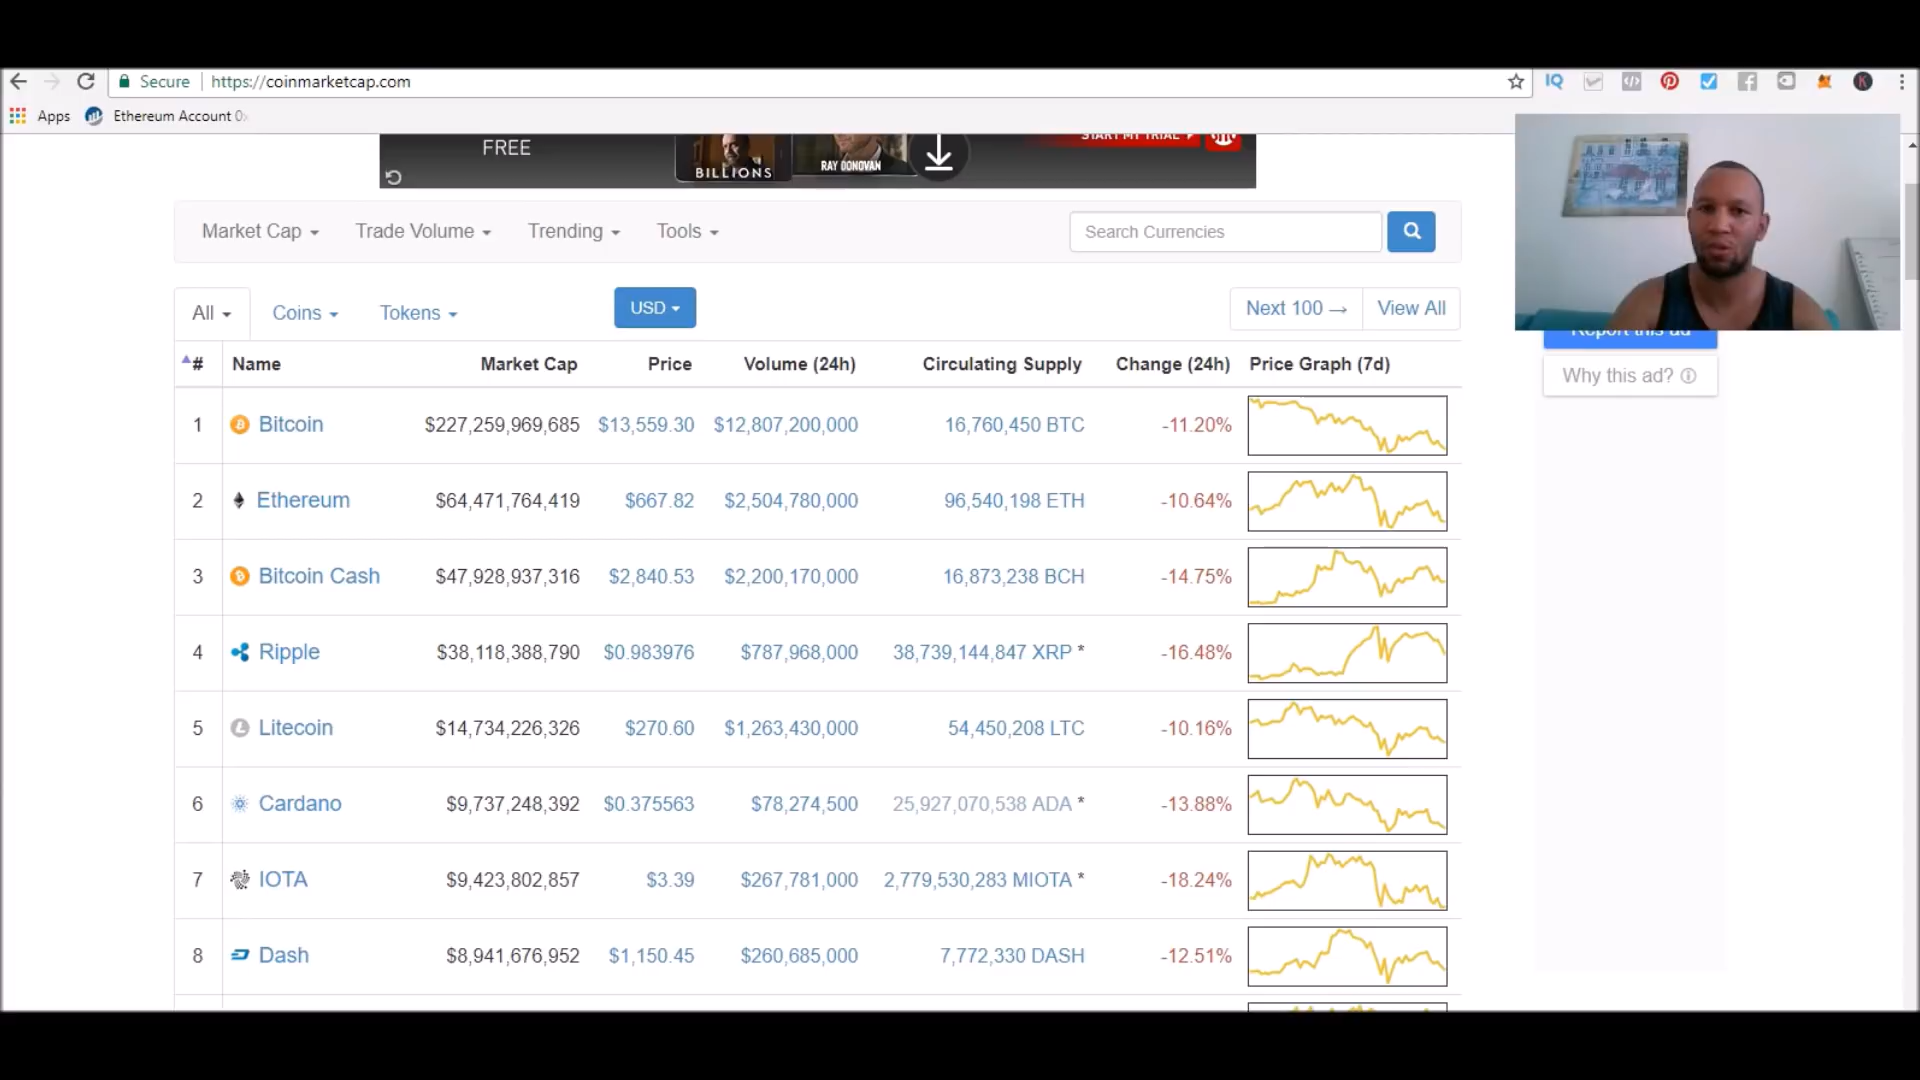 Secure https://coinmarketcap.com
Apps Ethereum Account 0x
FREE BILLIONS RAY DONOVAN START MY TRIAL
Market Cap Trade Volume Trending Tools Search Currencies
All Coins Tokens USD Next 100 → View All
Report this ad
Why this ad?
# Name Market Cap Price Volume (24h) Circulating Supply Change (24h) Price Graph (7d)
1 Bitcoin $227,259,969,685 $13,559.30 $12,807,200,000 16,760,450 BTC -11.20%
2 Ethereum $64,471,764,419 $667.82 $2,504,780,000 96,540,198 ETH -10.64%
3 Bitcoin Cash $47,928,937,316 $2,840.53 $2,200,170,000 16,873,238 BCH -14.75%
4 Ripple $38,118,388,790 $0.983976 $787,968,000 38,739,144,847 XRP * -16.48%
5 Litecoin $14,734,226,326 $270.60 $1,263,430,000 54,450,208 LTC -10.16%
6 Cardano $9,737,248,392 $0.375563 $78,274,500 25,927,070,538 ADA * -13.88%
7 IOTA $9,423,802,857 $3.39 $267,781,000 2,779,530,283 MIOTA * -18.24%
8 Dash $8,941,676,952 $1,150.45 $260,685,000 7,772,330 DASH -12.51%